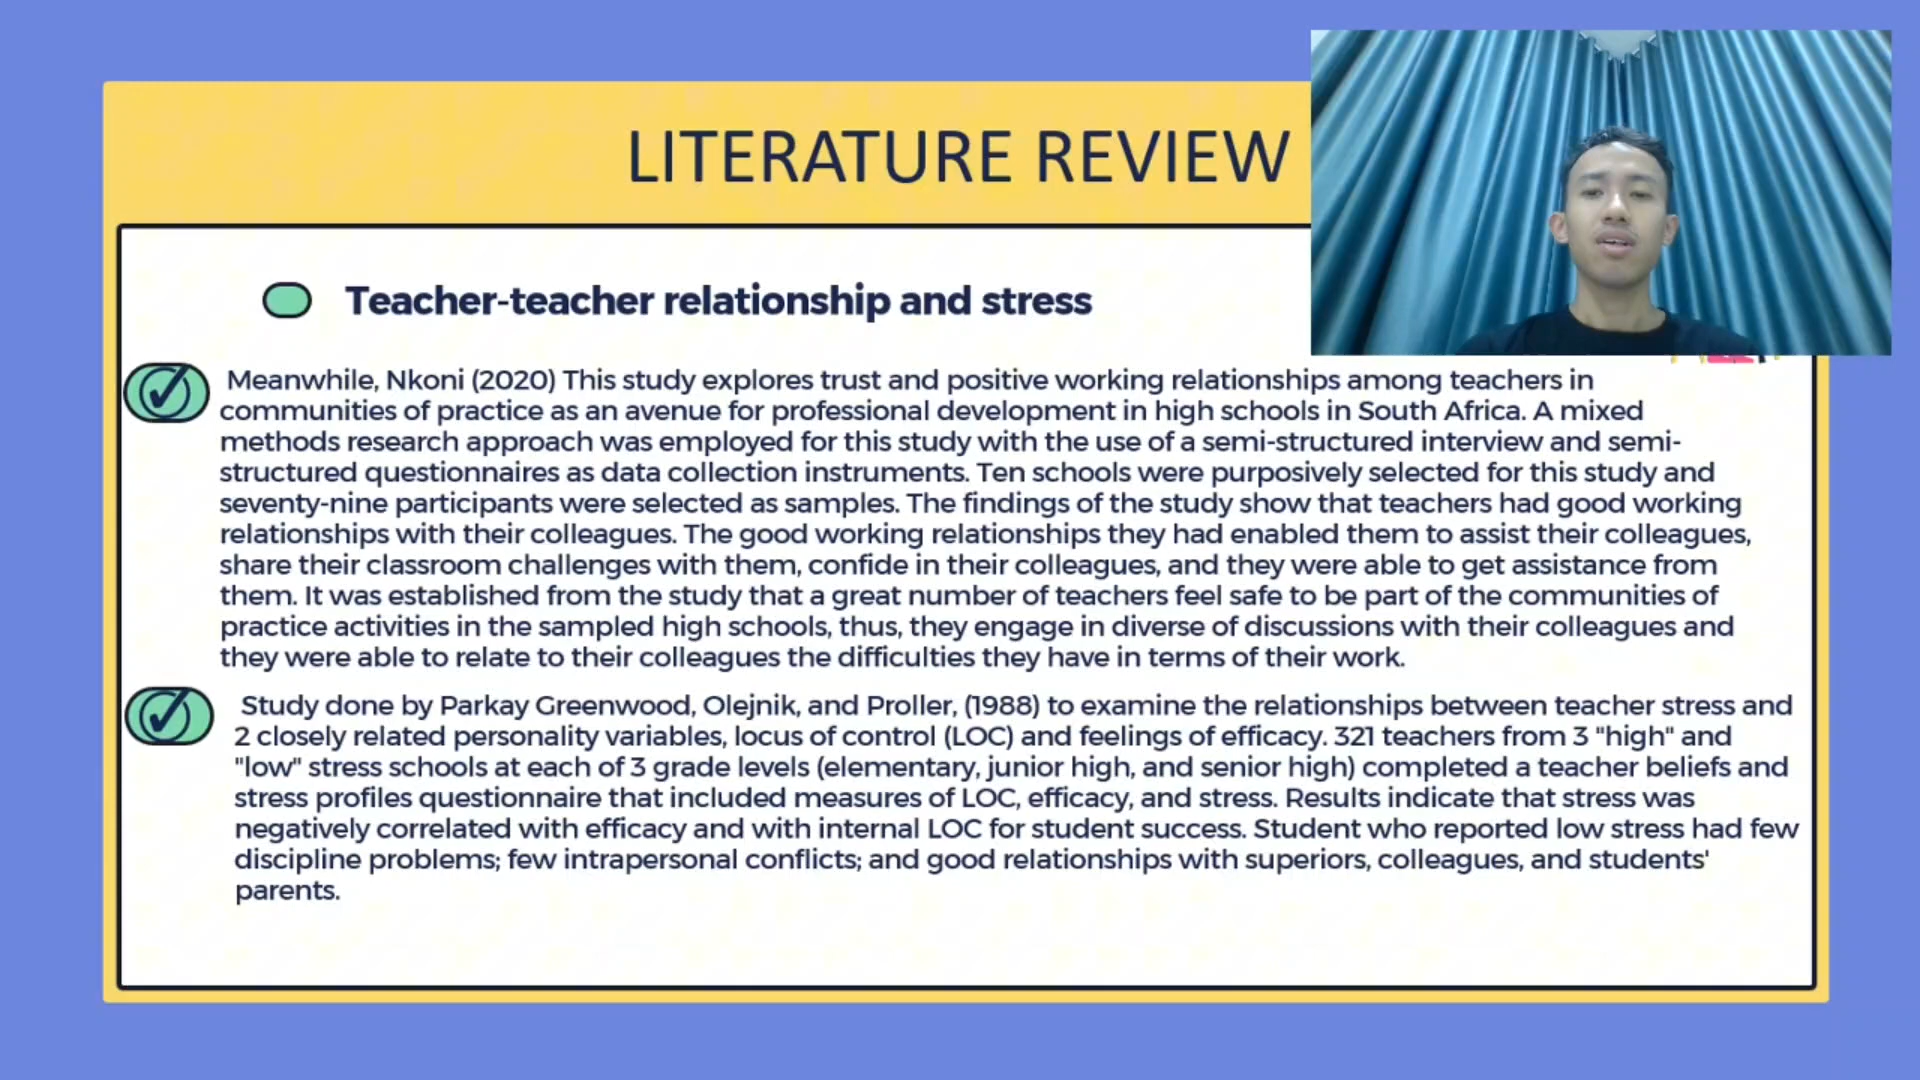 LITERATURE REVIEW
Teacher-teacher relationship and stress
Meanwhile, Nkoni (2020) This study explores trust and positive working relationships among teachers in
communities of practice as an avenue for professional development in high schools in South Africa. A mixed
methods research approach was employed for this study with the use of a semi-structured interview and semi-
structured questionnaires as data collection instruments. Ten schools were purposively selected for this study and
seventy-nine participants were selected as samples. The findings of the study show that teachers had good working
relationships with their colleagues. The good working relationships they had enabled them to assist their colleagues,
share their classroom challenges with them, confide in their colleagues, and they were able to get assistance from
them. It was established from the study that a great number of teachers feel safe to be part of the communities of
practice activities in the sampled high schools, thus, they engage in diverse of discussions with their colleagues and
they were able to relate to their colleagues the difficulties they have in terms of their work.
Study done by Parkay Greenwood, Olejnik, and Proller, (1988) to examine the relationships between teacher stress and
2 closely related personality variables, locus of control (LOC) and feelings of efficacy. 321 teachers from 3 "high" and
"low" stress schools at each of 3 grade levels (elementary, junior high, and senior high) completed a teacher beliefs and
stress profiles questionnaire that included measures of LOC, efficacy, and stress. Results indicate that stress was
negatively correlated with efficacy and with internal LOC for student success. Student who reported low stress had few
discipline problems; few intrapersonal conflicts; and good relationships with superiors, colleagues, and students'
parents.